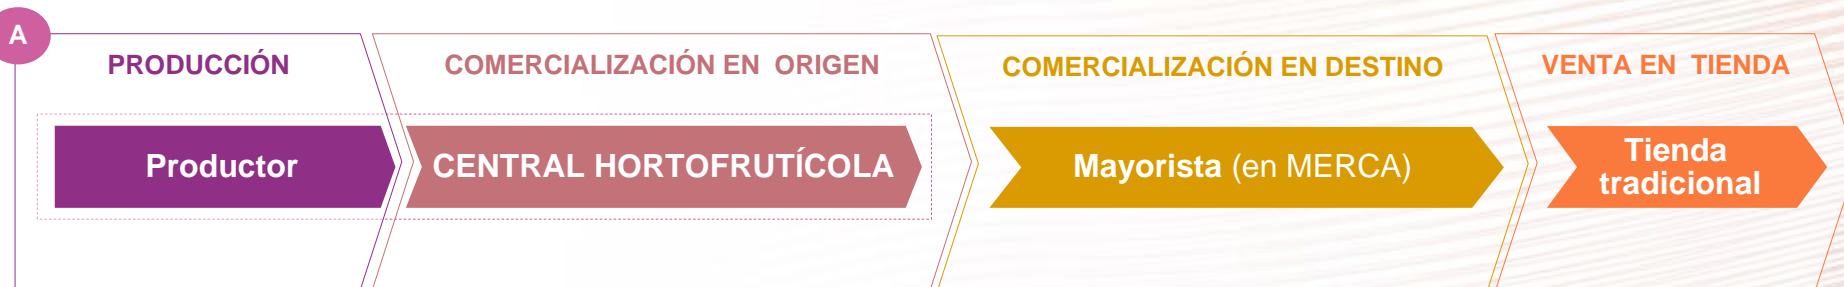 A
PRODUCCIÓN
COMERCIALIZACIÓN EN ORIGEN
COMERCIALIZACIÓN EN DESTINO
VENTA EN TIENDA
Productor
CENTRAL HORTOFRUTÍCOLA
Mayorista (en MERCA)
Tienda
tradicional